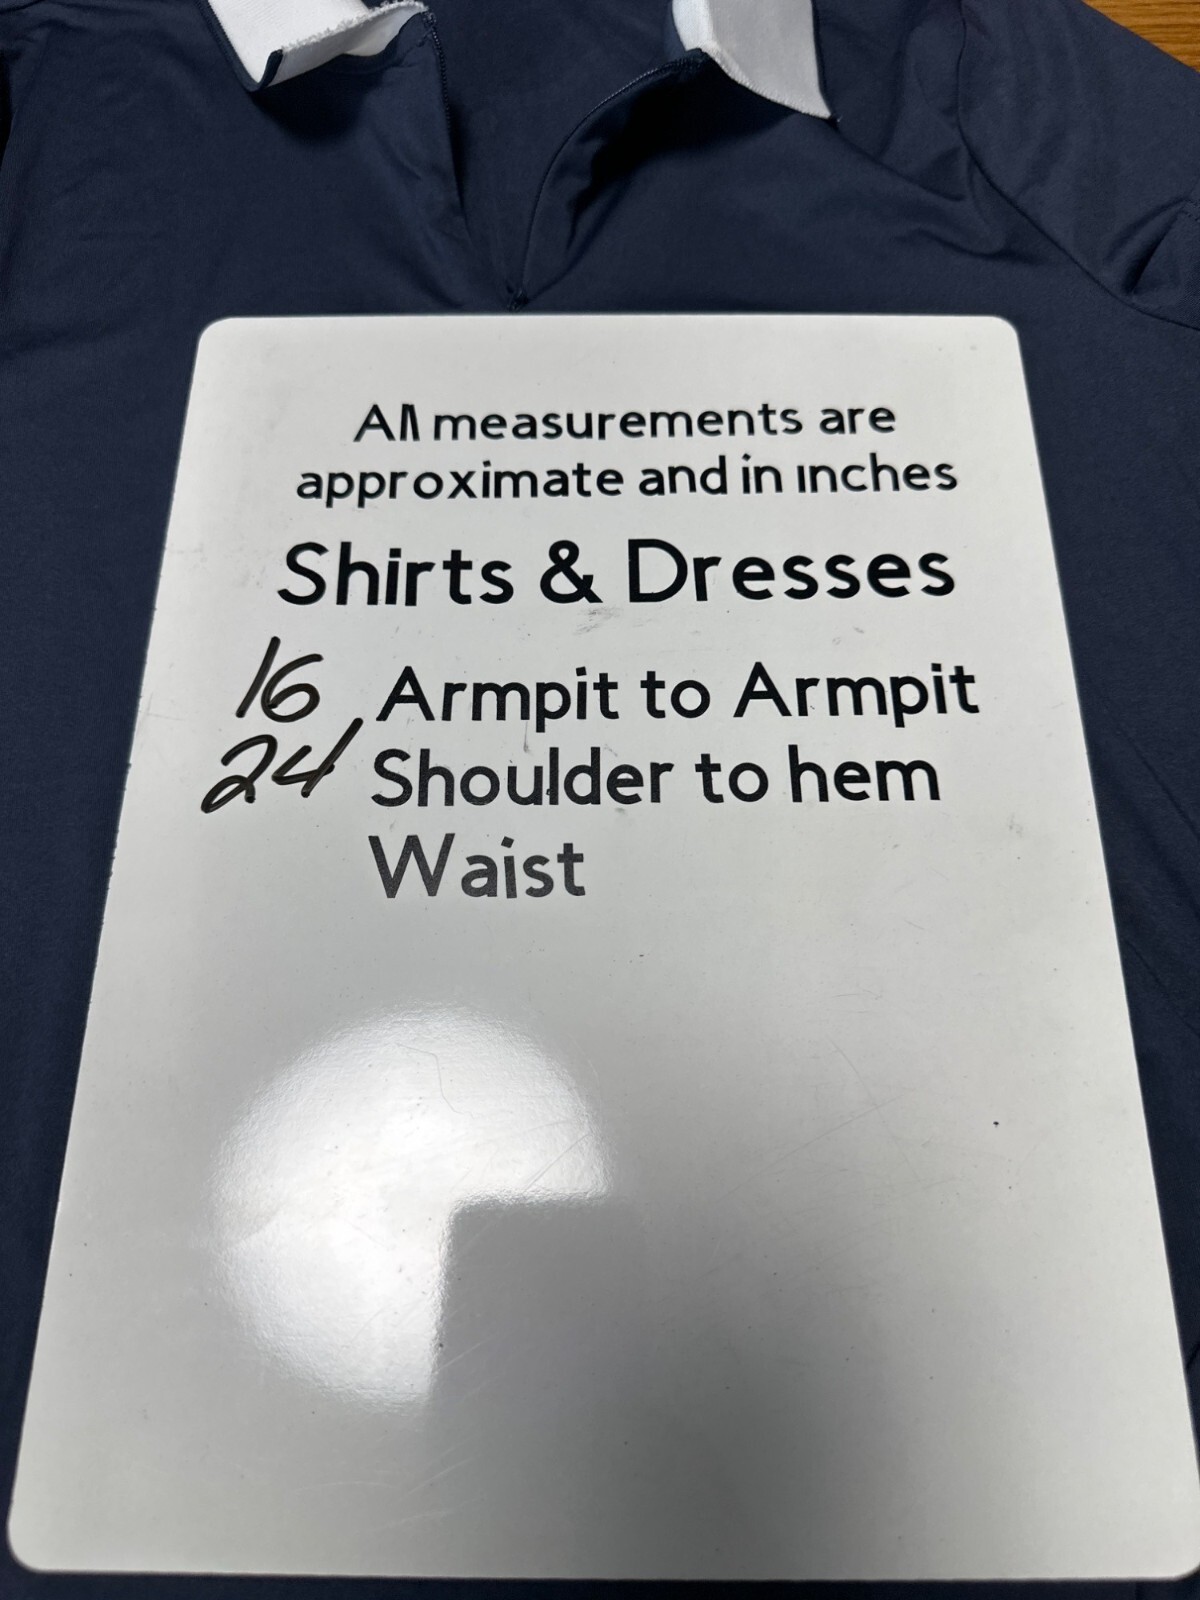 All measurements are
approximate and in inches
Shirts & Dresses
16 Armpit to Armpit
24 Shoulder to hem
Waist